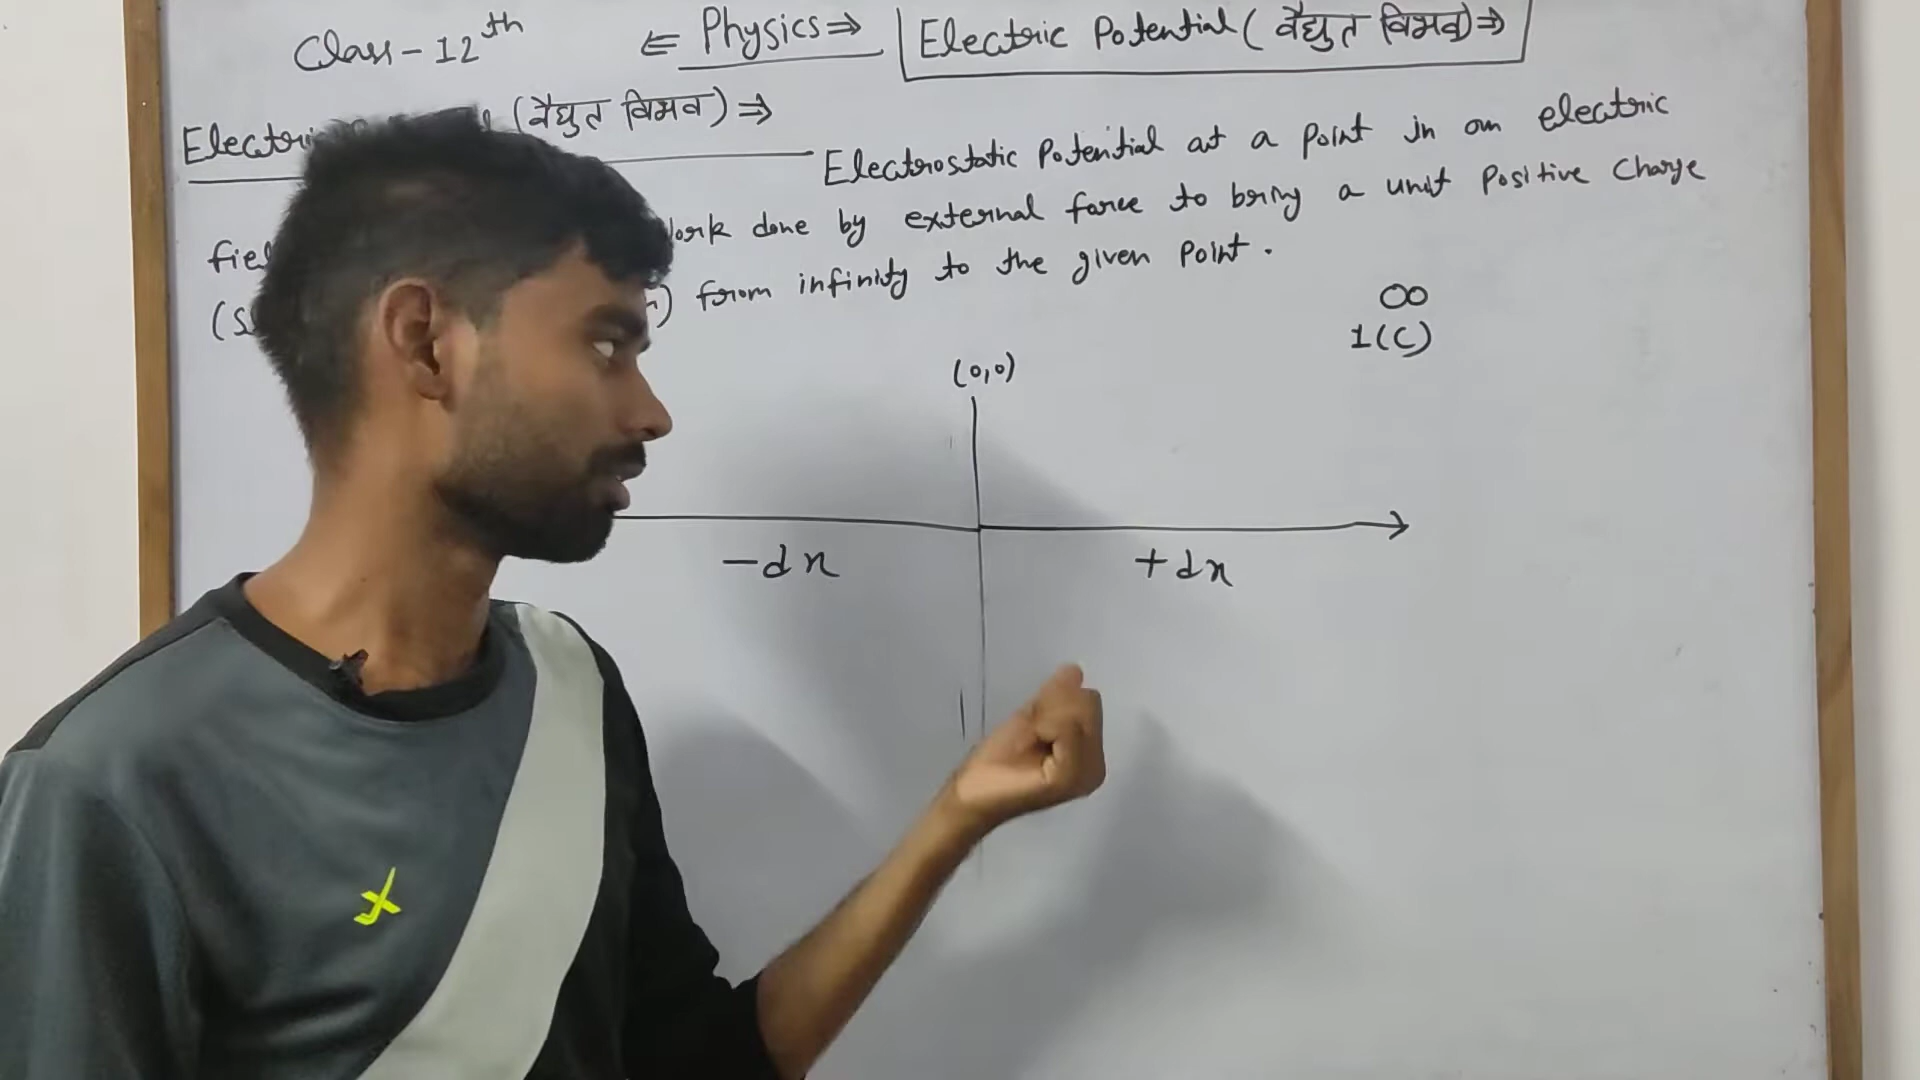 Class-12th ⇐ Physics⇒ Electric Potential ( वैद्युत विभव)⇒
(वैद्युत विभव) ⇒
Electrostatic Potential at a Point in an electric
work done by external force to bring a unit Positive Charge
from infinity to the given Point.
∞
1(C)
(0,0)
-dx
+dx